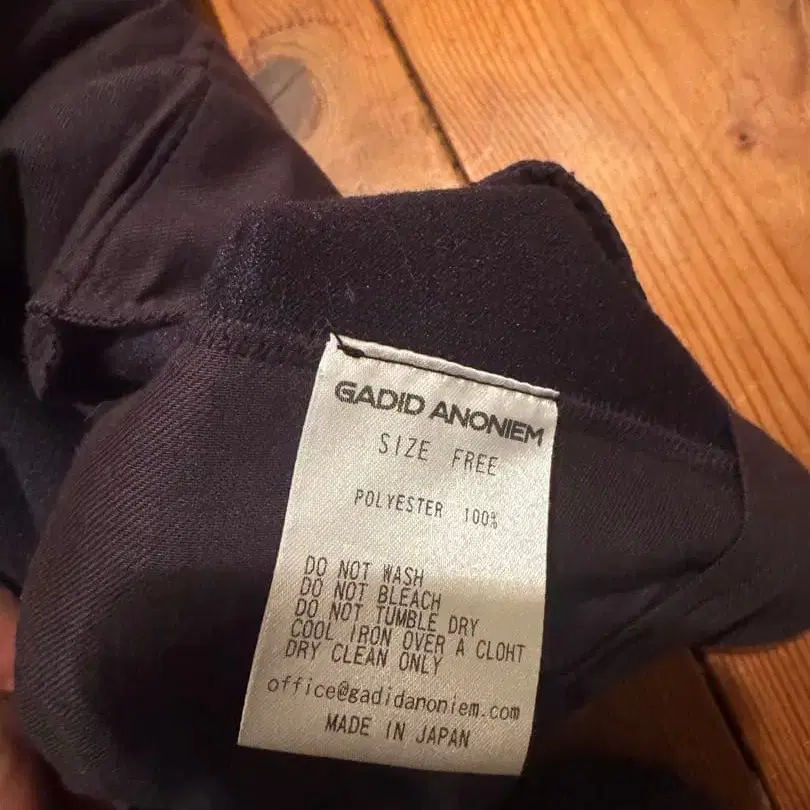 GADID ANONIEM
SIZE FREE
POLYESTER 100%
DO NOT WASH
DO NOT BLEACH
DO NOT TUMBLE DRY
COOL IRON OVER A CLOHT
DRY CLEAN ONLY
office@gadidanoniem.com
MADE IN JAPAN